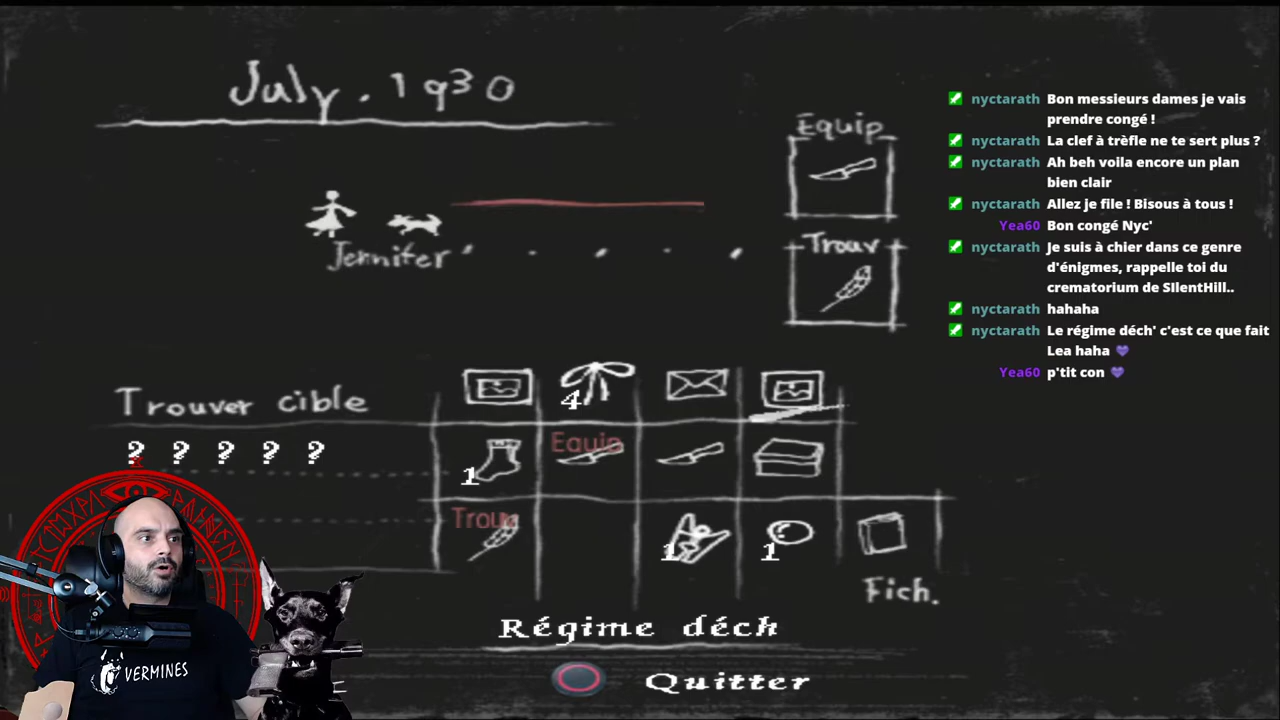 July. 1930
Equip
Jennifer
Trouv
Trouver cible
? ? ? ? ?
4
1
Equip
Trouv
1
1
Fich.
Régime déch
Quitter
VERMINES
nyctarath Bon messieurs dames je vais
prendre congé !
nyctarath La clef à trèfle ne te sert plus ?
nyctarath Ah beh voila encore un plan
bien clair
nyctarath Allez je file ! Bisous à tous !
Yea60 Bon congé Nyc'
nyctarath Je suis à chier dans ce genre
d'énigmes, rappelle toi du
crematorium de SIlentHill..
nyctarath hahaha
nyctarath Le régime déch' c'est ce que fait
Lea haha
Yea60 p'tit con